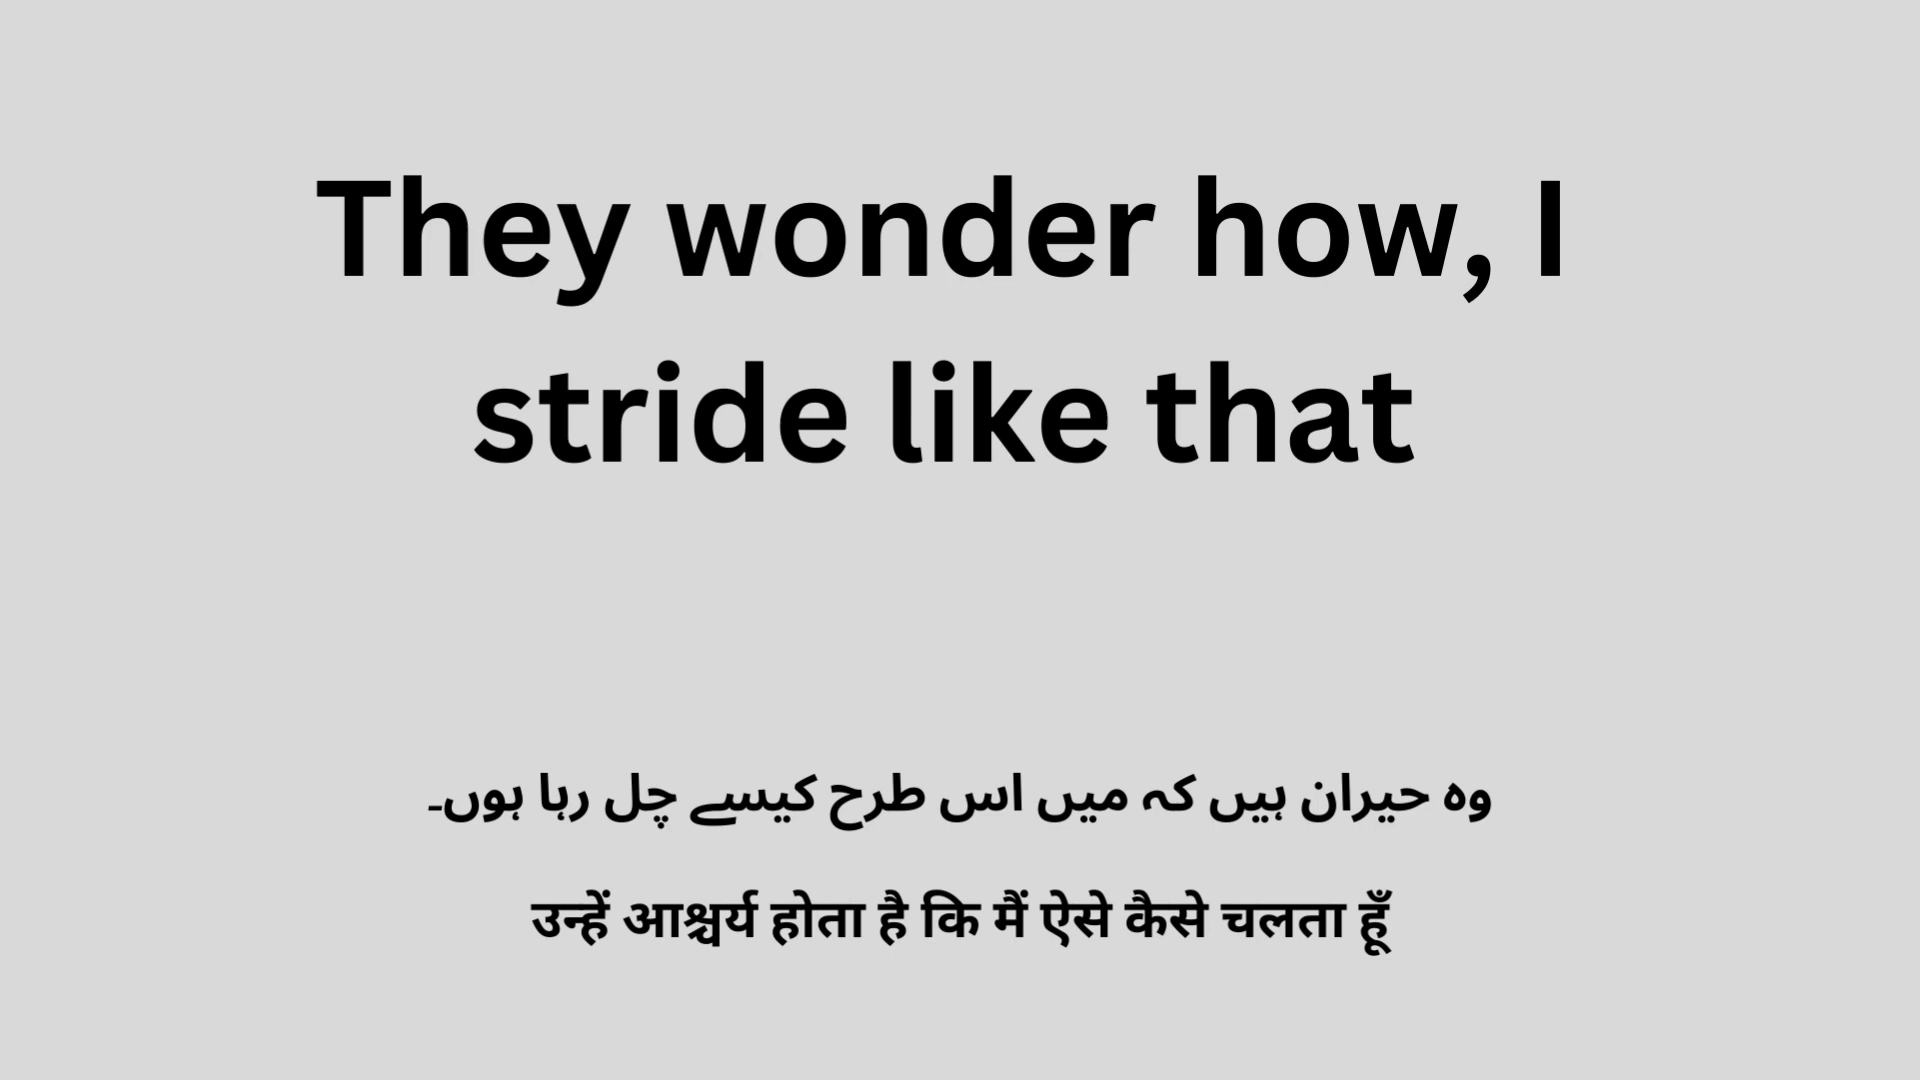 They wonder how, I
stride like that
وہ حیران ہیں کہ میں اس طرح کیسے چل رہا ہوں۔
उन्हें आश्चर्य होता है कि मैं ऐसे कैसे चलता हूँ